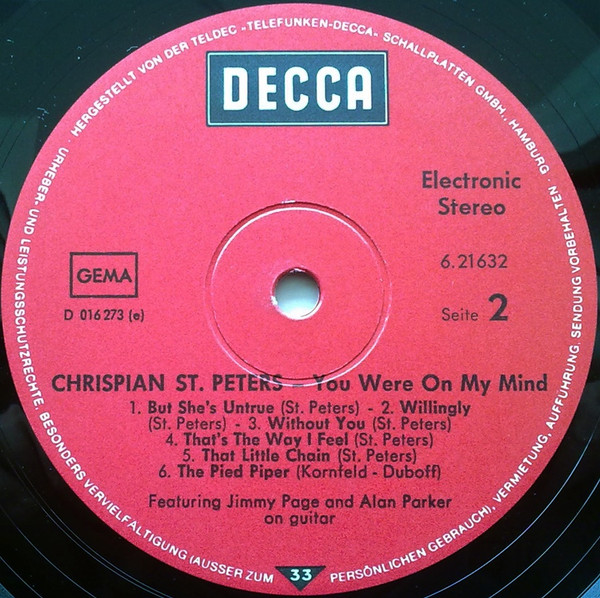 · HERGESTELLT VON DER TELDEC »TELEFUNKEN-DECCA« SCHALLPLATTEN GMBH, HAMBURG ·
DECCA
Electronic
Stereo
GEMA
D 016 273 (e)
6.21632
Seite 2
CHRISPIAN ST. PETERS – You Were On My Mind
1. But She's Untrue (St. Peters) - 2. Willingly
(St. Peters) - 3. Without You (St. Peters)
4. That's The Way I Feel (St. Peters)
5. That Little Chain (St. Peters)
6. The Pied Piper (Kornfeld - Duboff)
Featuring Jimmy Page and Alan Parker
on guitar
URHEBER- UND LEISTUNGSSCHUTZRECHTE, BESONDERS VERVIELFALTIGUNG (AUSSER ZUM PERSÖNLICHEN GEBRAUCH), VERMIETUNG, AUFFÜHRUNG, SENDUNG VORBEHALTEN ·
33